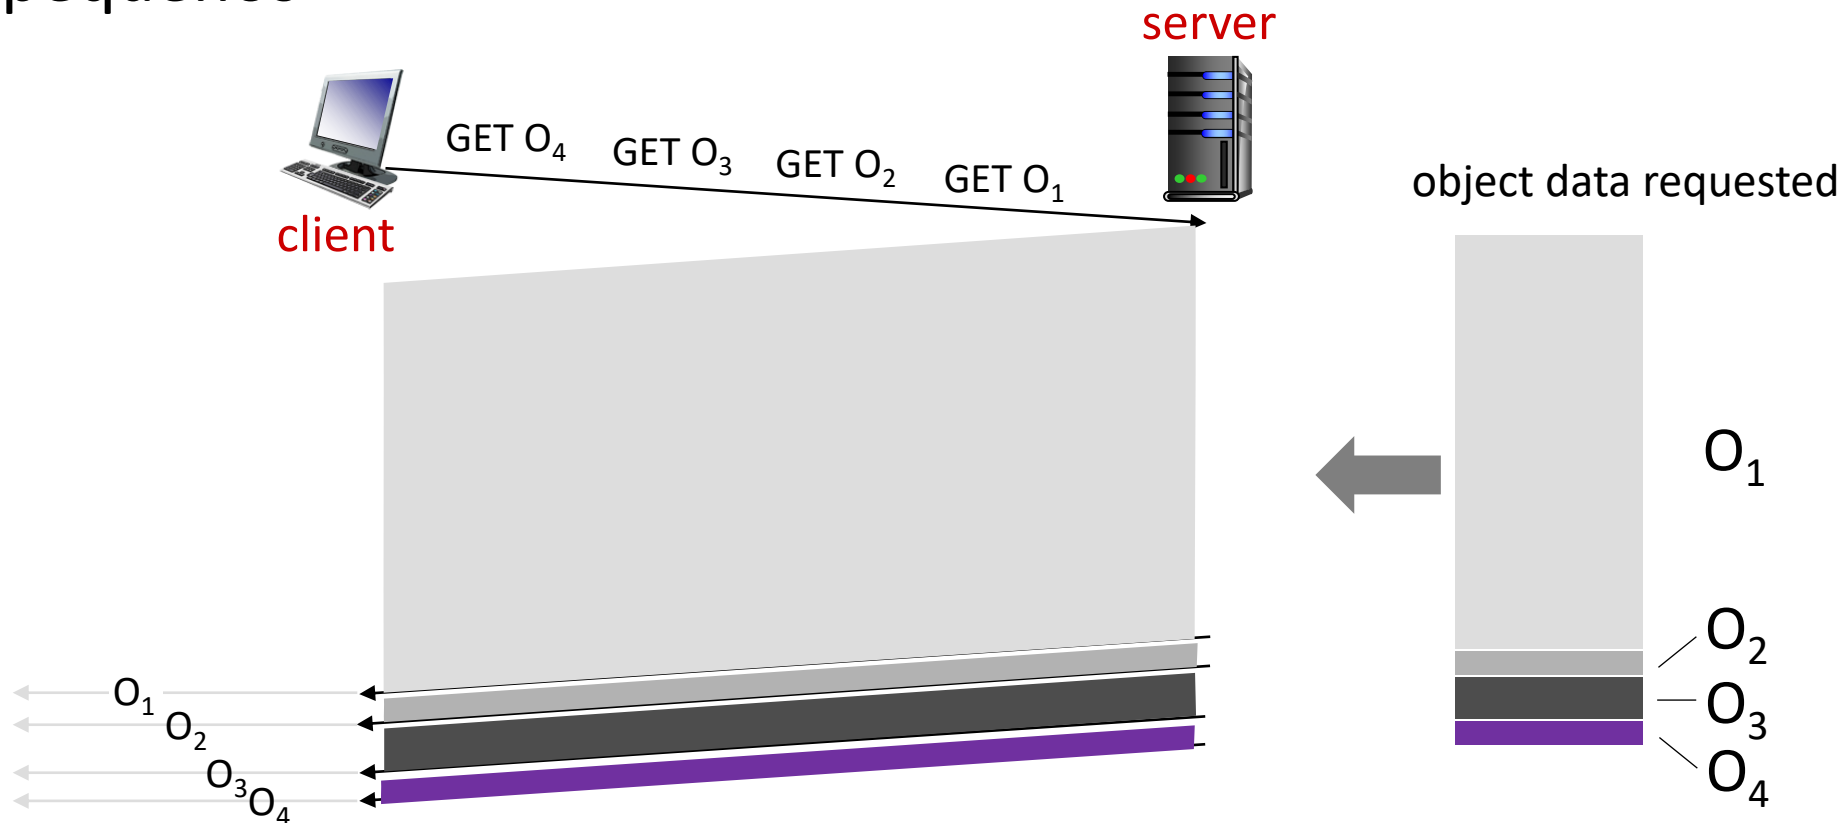 server
GET O₄ GET O₃ GET O₂ GET O₁
object data requested
client
O₁
O₂
O₁
O₂
O₃
O₃
O₄
O₄